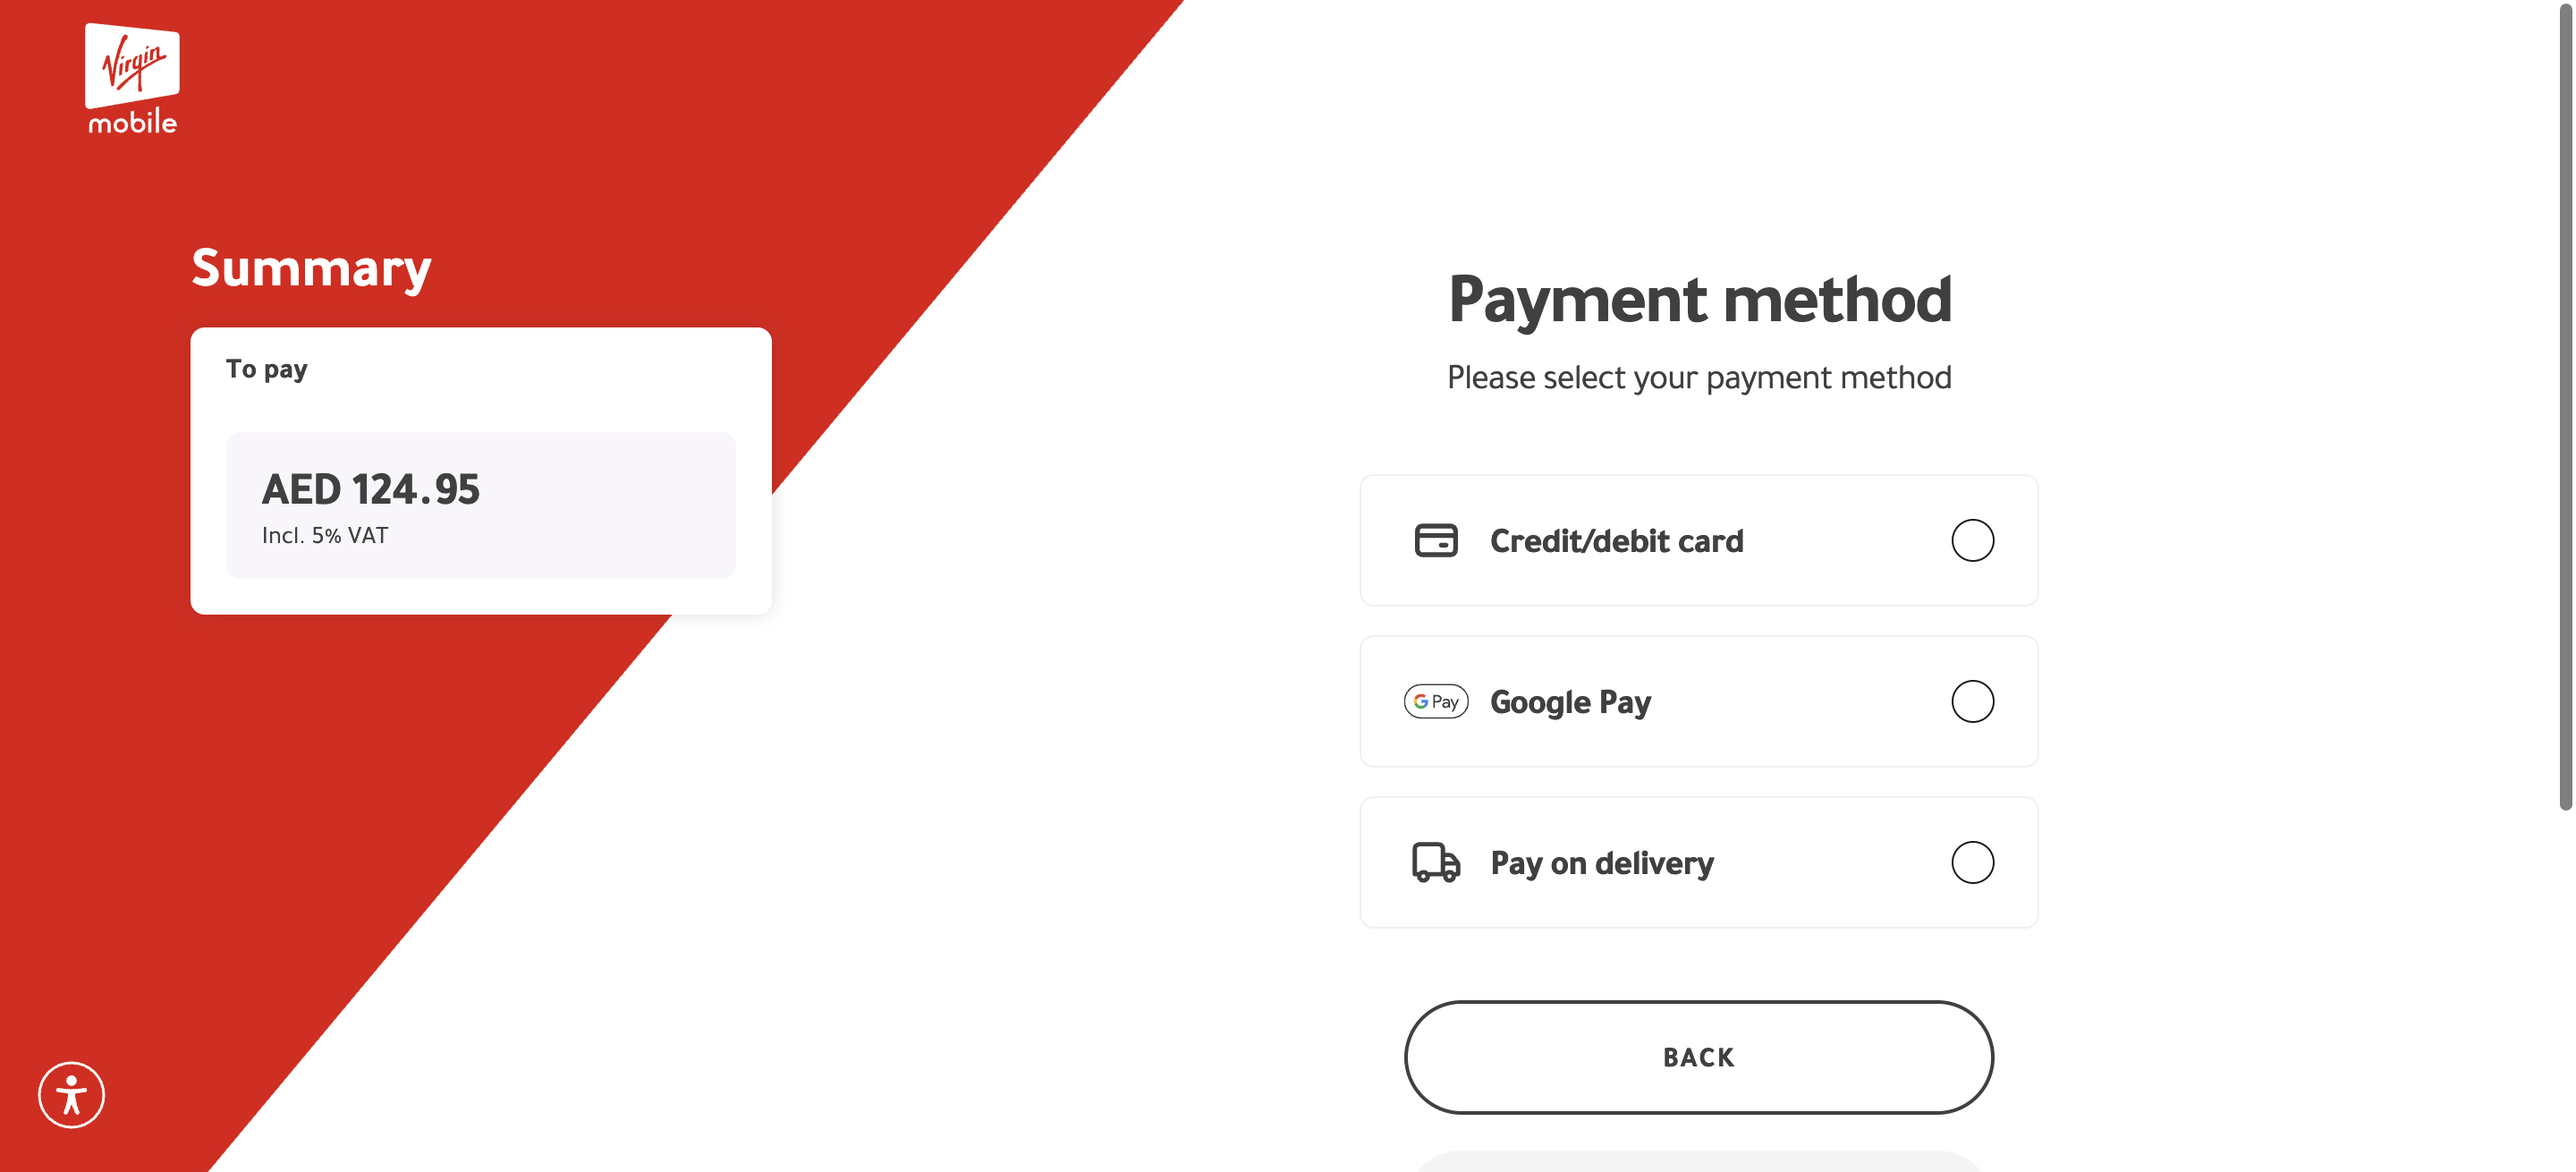 Virgin
mobile
Summary
To pay
AED 124.95
Incl. 5% VAT
Payment method
Please select your payment method
Credit/debit card
G Pay Google Pay
Pay on delivery
BACK